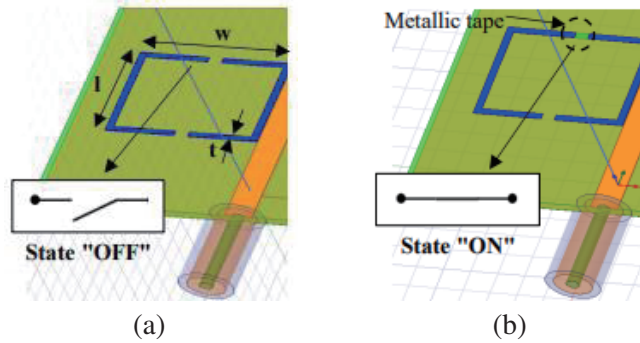 w
l
t
State "OFF"
(a)
Metallic tape
State "ON"
(b)